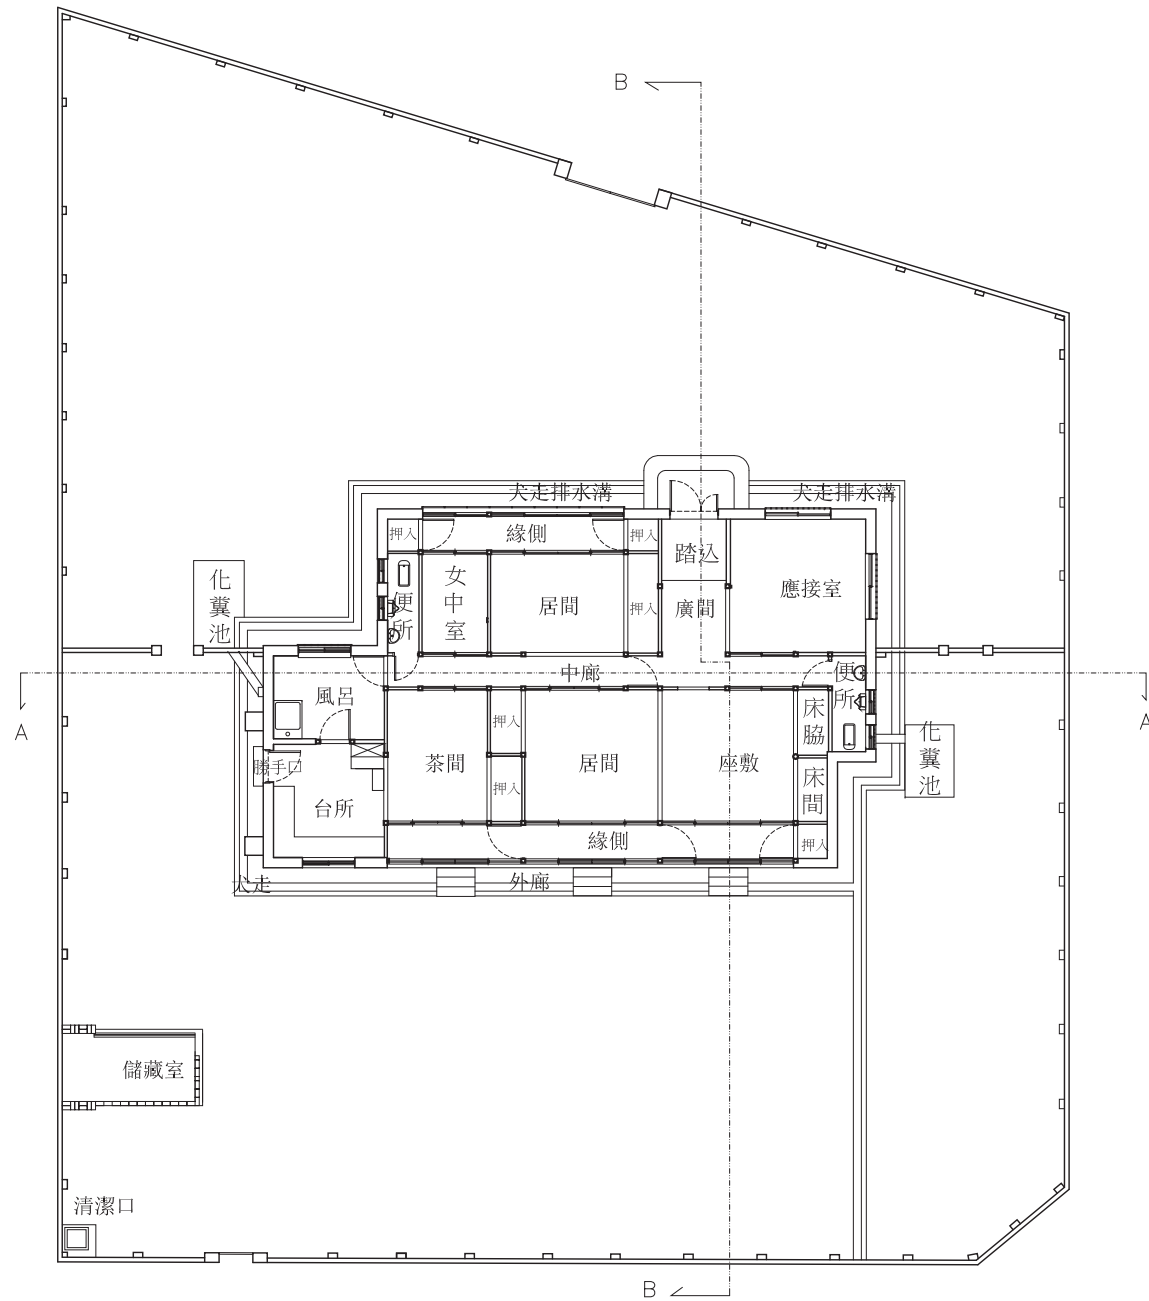 B
犬走排水溝
犬走排水溝
押入
緣側
押入
踏込
化糞池
女中室
居間
應接室
便所
押入
廣間
中廊
便所
A
風呂
押入
床脇
A
勝手口
茶間
居間
座敷
化糞池
押入
床間
台所
緣側
押入
犬走
外廊
儲藏室
清潔口
B